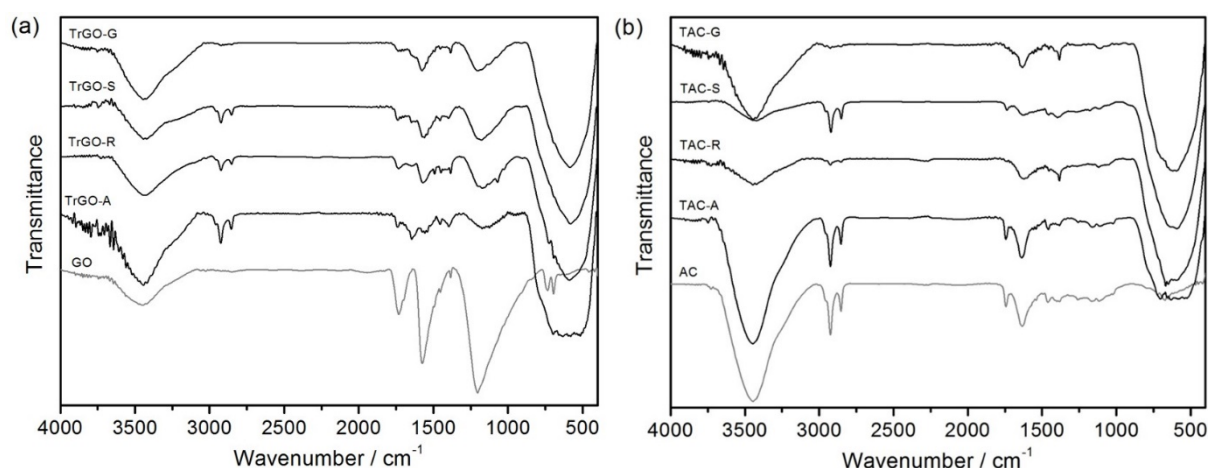 (a)
TrGO-G
TrGO-S
TrGO-R
TrGO-A
GO
Transmittance
4000 3500 3000 2500 2000 1500 1000 500
Wavenumber / cm⁻¹
(b)
TAC-G
TAC-S
TAC-R
TAC-A
AC
Transmittance
4000 3500 3000 2500 2000 1500 1000 500
Wavenumber / cm⁻¹